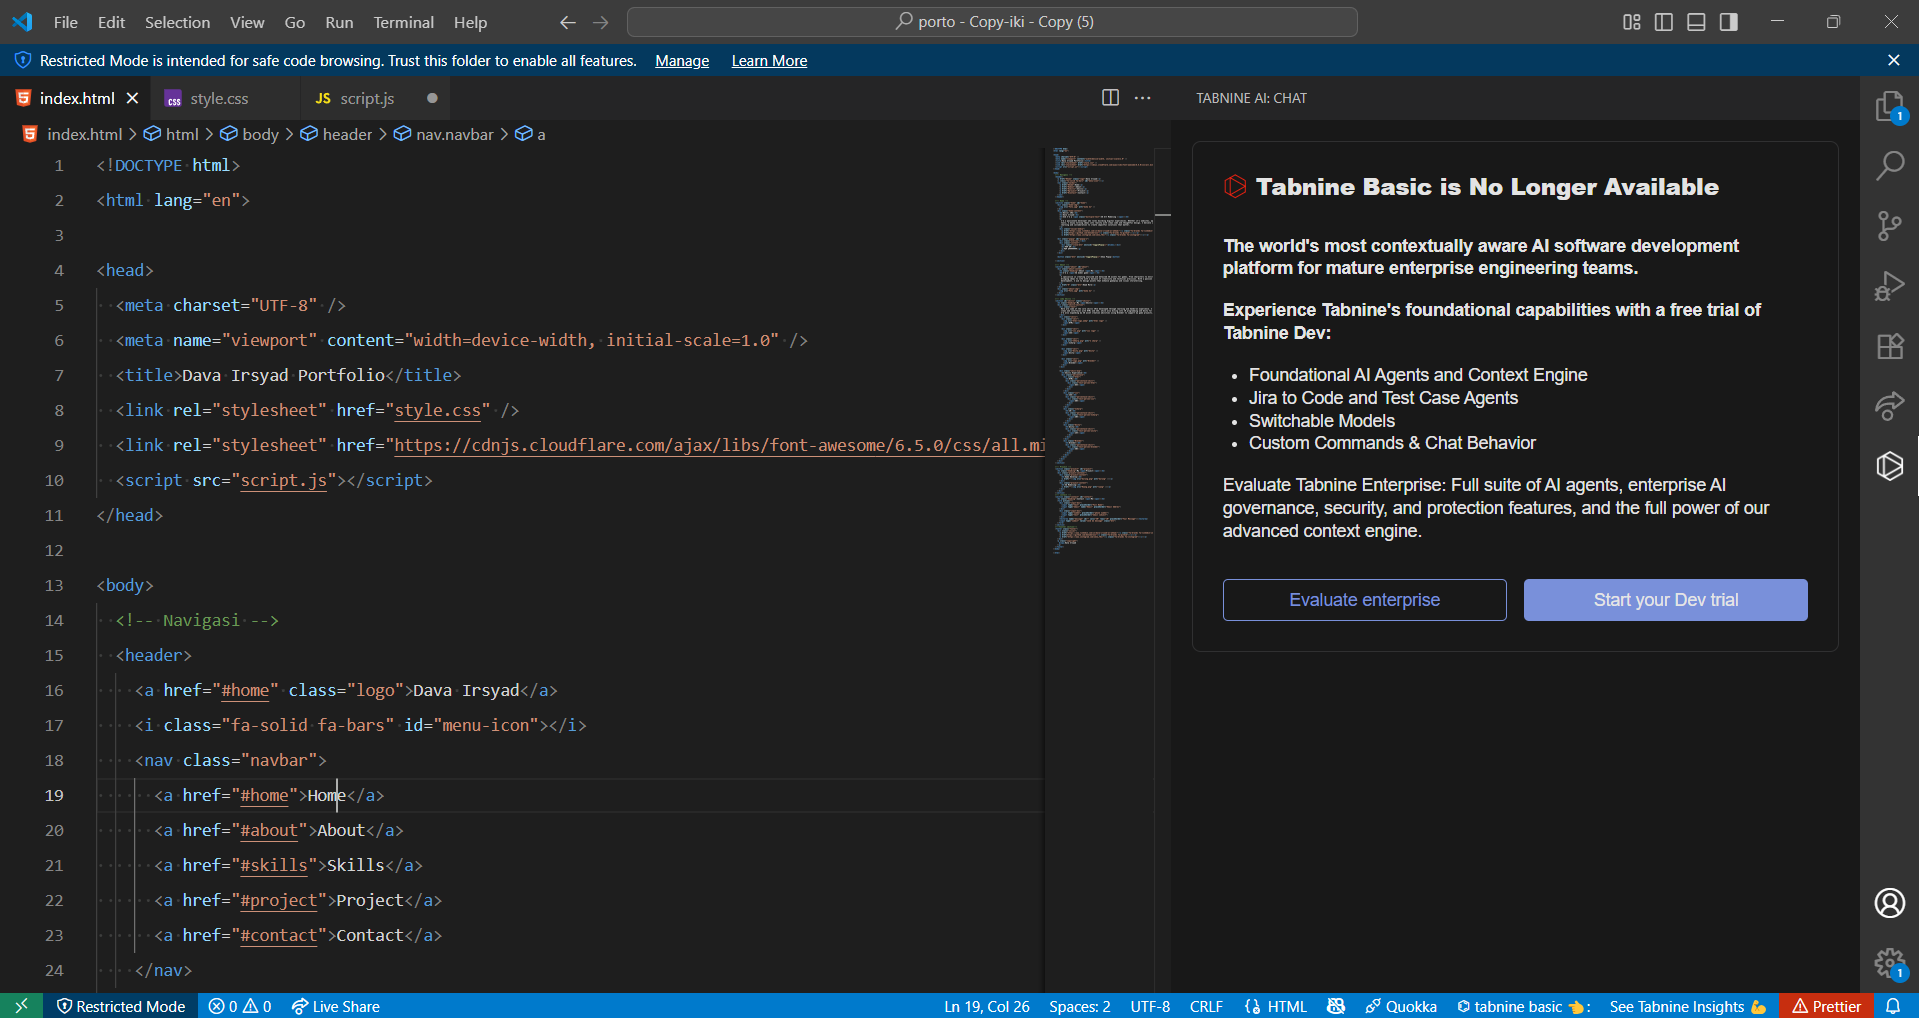 File Edit Selection View Go Run Terminal Help
porto - Copy-iki - Copy (5)
Restricted Mode is intended for safe code browsing. Trust this folder to enable all features. Manage Learn More
index.html
style.css
JS script.js
index.html > html > body > header > nav.navbar > a
1 <!DOCTYPE html>
2 <html lang="en">
3
4 <head>
5 <meta charset="UTF-8" />
6 <meta name="viewport" content="width=device-width, initial-scale=1.0" />
7 <title>Dava Irsyad Portfolio</title>
8 <link rel="stylesheet" href="style.css" />
9 <link rel="stylesheet" href="https://cdnjs.cloudflare.com/ajax/libs/font-awesome/6.5.0/css/all.mi
10 <script src="script.js"></script>
11 </head>
12
13 <body>
14 <!-- Navigasi -->
15 <header>
16 <a href="#home" class="logo">Dava Irsyad</a>
17 <i class="fa-solid fa-bars" id="menu-icon"></i>
18 <nav class="navbar">
19 <a href="#home">Home</a>
20 <a href="#about">About</a>
21 <a href="#skills">Skills</a>
22 <a href="#project">Project</a>
23 <a href="#contact">Contact</a>
24 </nav>
TABNINE AI: CHAT
Tabnine Basic is No Longer Available
The world's most contextually aware AI software development
platform for mature enterprise engineering teams.
Experience Tabnine's foundational capabilities with a free trial of
Tabnine Dev:
• Foundational AI Agents and Context Engine
• Jira to Code and Test Case Agents
• Switchable Models
• Custom Commands & Chat Behavior
Evaluate Tabnine Enterprise: Full suite of AI agents, enterprise AI
governance, security, and protection features, and the full power of our
advanced context engine.
Evaluate enterprise
Start your Dev trial
1
1
Restricted Mode 0 0 Live Share Ln 19, Col 26 Spaces: 2 UTF-8 CRLF {} HTML Quokka tabnine basic 👈 : See Tabnine Insights 💪 Prettier